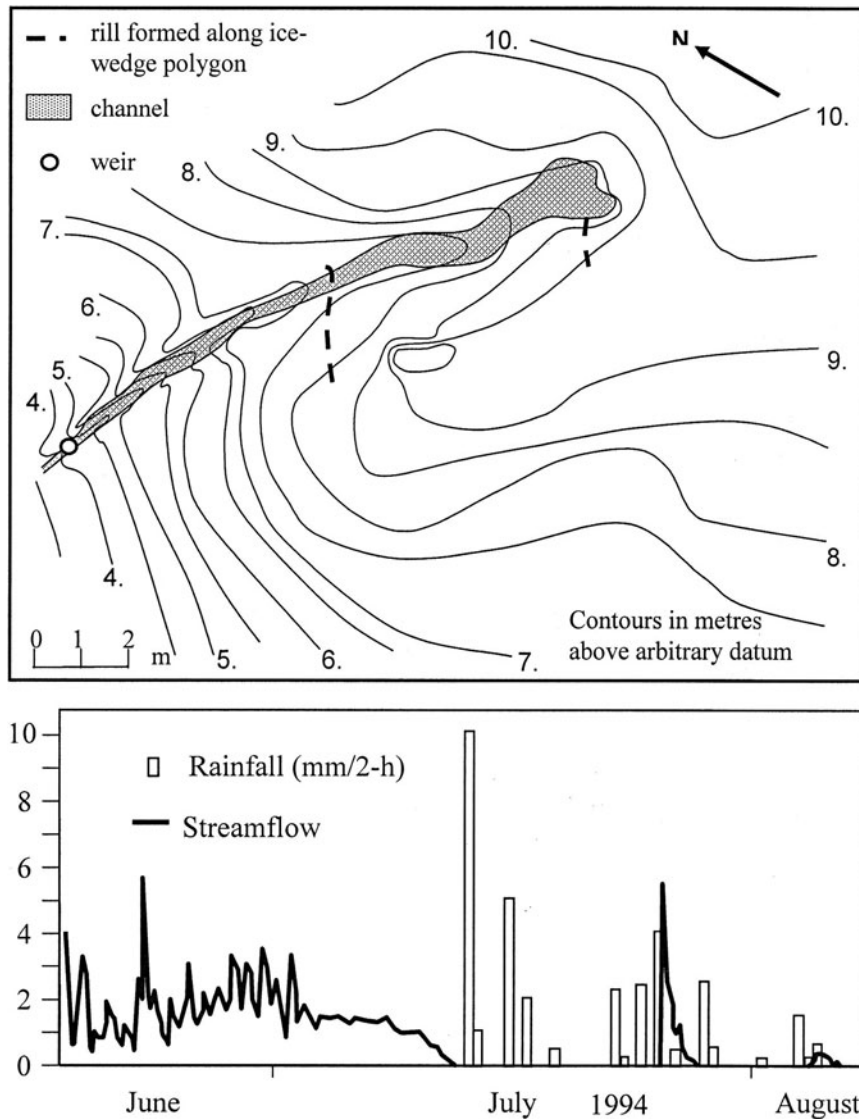 rill formed along ice-
wedge polygon
channel
weir
N
10.
10.
9.
8.
7.
6.
5.
4.
9.
8.
7.
6.
5.
4.
0 1 2
m
Contours in metres
above arbitrary datum
10
8
6
4
2
0
Rainfall (mm/2-h)
Streamflow
June July 1994 August